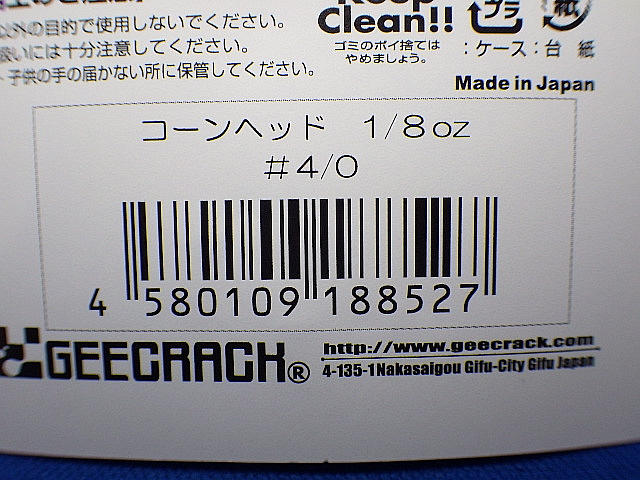 以外の目的で使用しないでください。
扱いには十分注意してください。
子供の手の届かない所に保管してください。
Keep
Clean!!
ゴミのポイ捨ては
やめましょう。
プラ 紙
：ケース：台 紙
Made in Japan
コーンヘッド 1/8oz
#4/0
4 580109 188527
GEECRACK®
http://www.geecrack.com
4-135-1 Nakasaigou Gifu-City Gifu Japan